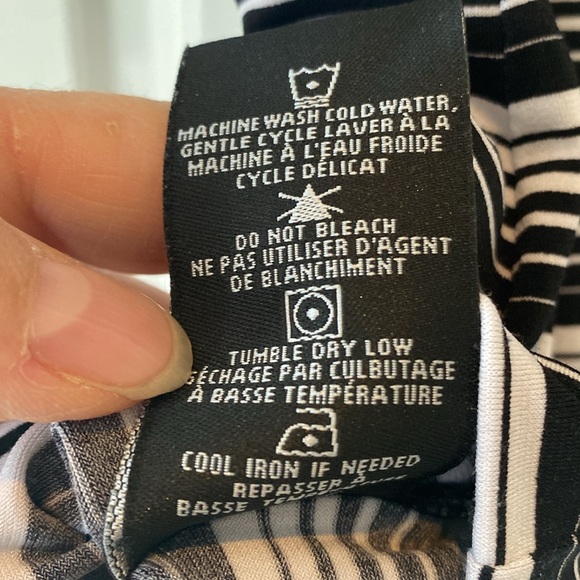 MACHINE WASH COLD WATER,
GENTLE CYCLE LAVER À LA
MACHINE À L'EAU FROIDE
CYCLE DÉLICAT
DO NOT BLEACH
NE PAS UTILISER D'AGENT
DE BLANCHIMENT
TUMBLE DRY LOW
SÉCHAGE PAR CULBUTAGE
À BASSE TEMPÉRATURE
COOL IRON IF NEEDED
REPASSER À
BASSE